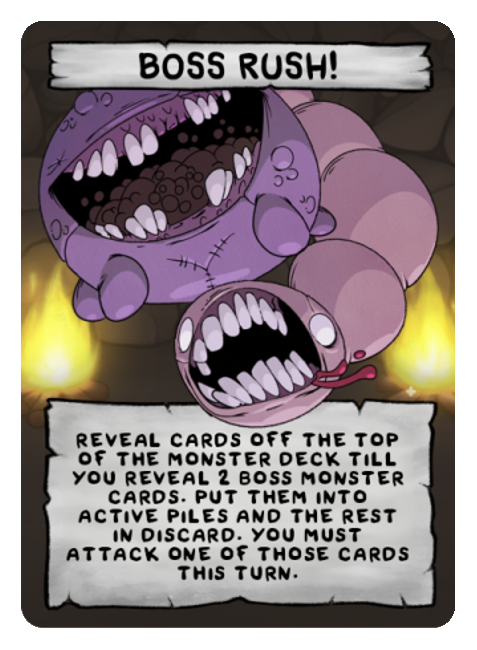 BOSS RUSH!
REVEAL CARDS OFF THE TOP
OF THE MONSTER DECK TILL
YOU REVEAL 2 BOSS MONSTER
CARDS. PUT THEM INTO
ACTIVE PILES AND THE REST
IN DISCARD. YOU MUST
ATTACK ONE OF THOSE CARDS
THIS TURN.